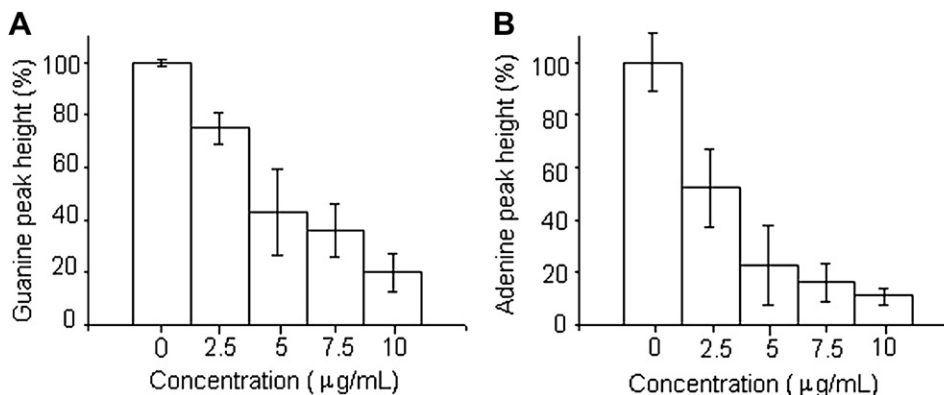 A
Guanine peak height (%)
100
80
60
40
20
0
0 2.5 5 7.5 10
Concentration ( μg/mL)
B
Adenine peak height (%)
100
80
60
40
20
0
0 2.5 5 7.5 10
Concentration ( μg/mL)